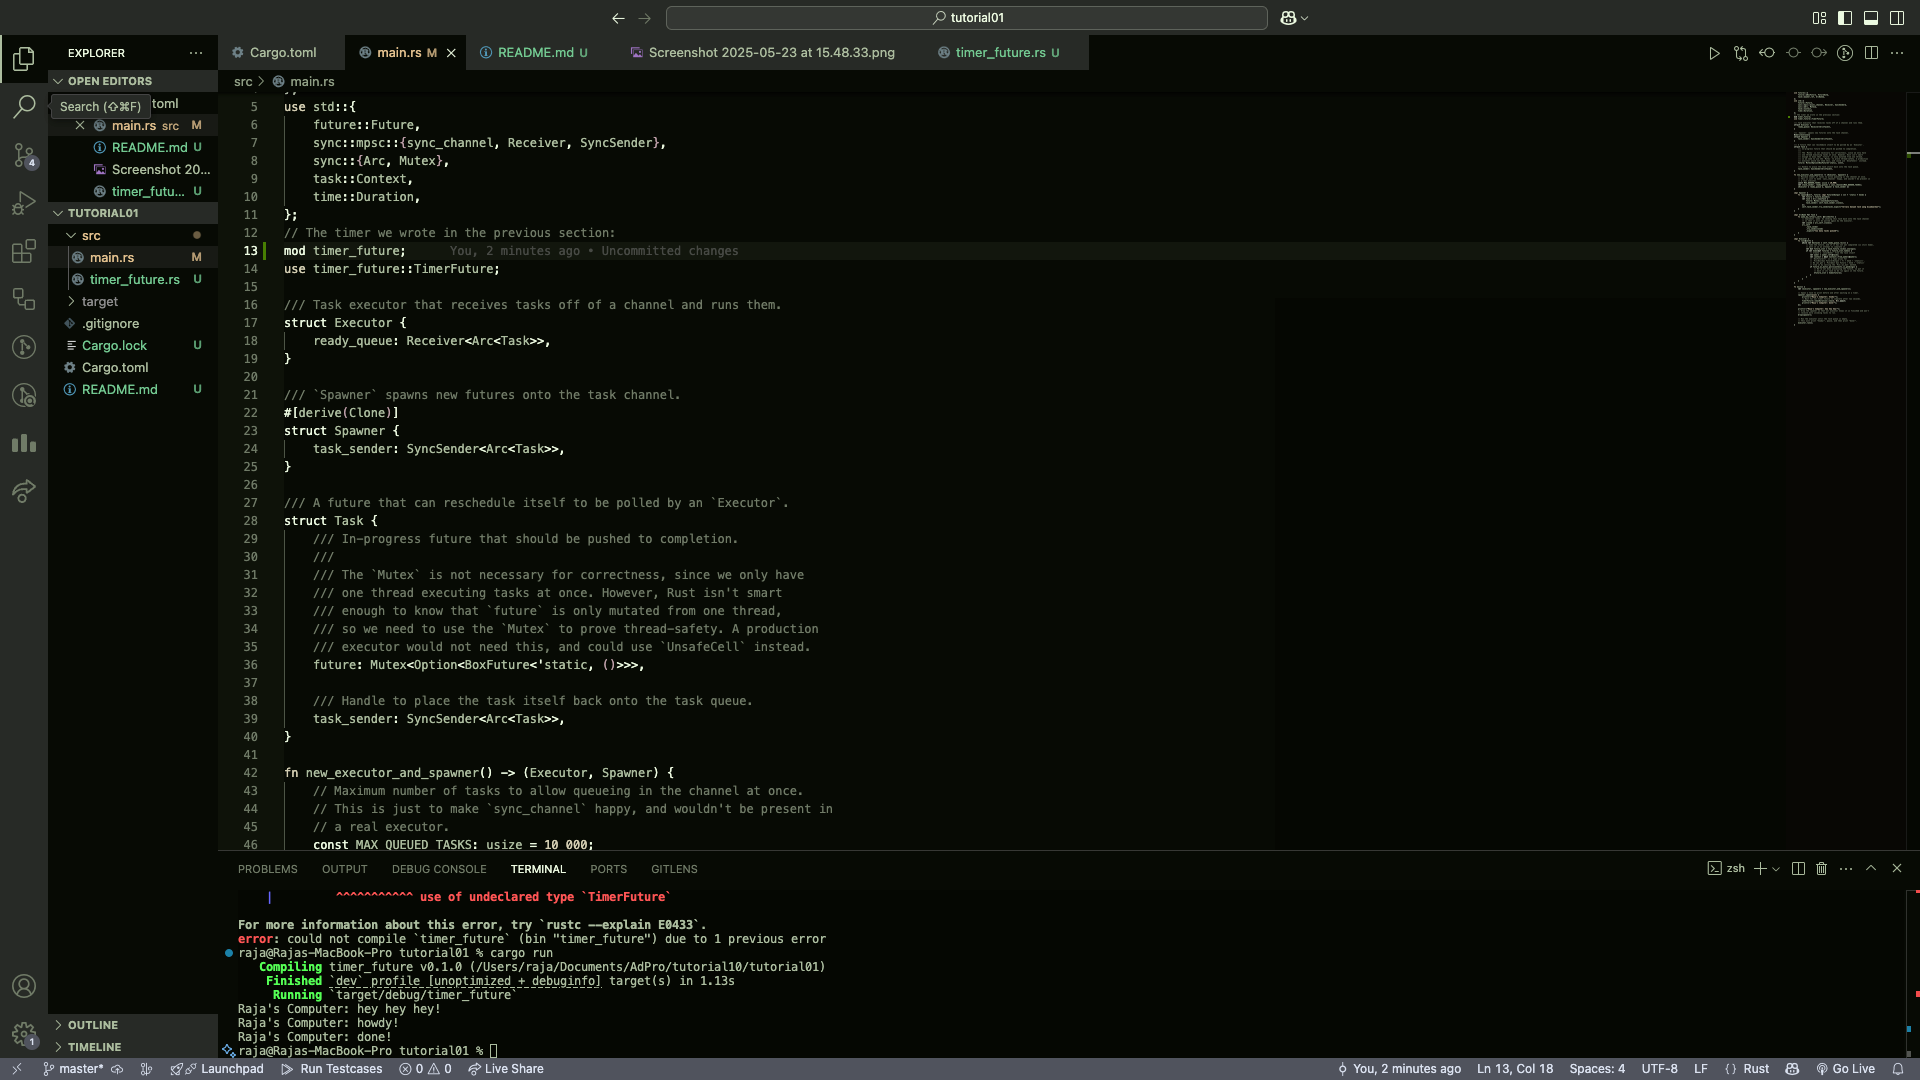 tutorial01
EXPLORER
Cargo.toml
main.rs M
README.md U
Screenshot 2025-05-23 at 15.48.33.png
timer_future.rs U
OPEN EDITORS
Search (⇧⌘F)
toml
main.rs src M
README.md U
Screenshot 20...
timer_futu... U
TUTORIAL01
src
main.rs M
timer_future.rs U
target
.gitignore
Cargo.lock U
Cargo.toml
README.md U
OUTLINE
TIMELINE
4
1
src > main.rs
5 use std::{
6 future::Future,
7 sync::mpsc::{sync_channel, Receiver, SyncSender},
8 sync::{Arc, Mutex},
9 task::Context,
10 time::Duration,
11 };
12 // The timer we wrote in the previous section:
13 mod timer_future; You, 2 minutes ago • Uncommitted changes
14 use timer_future::TimerFuture;
15
16 /// Task executor that receives tasks off of a channel and runs them.
17 struct Executor {
18 ready_queue: Receiver<Arc<Task>>,
19 }
20
21 /// `Spawner` spawns new futures onto the task channel.
22 #[derive(Clone)]
23 struct Spawner {
24 task_sender: SyncSender<Arc<Task>>,
25 }
26
27 /// A future that can reschedule itself to be polled by an `Executor`.
28 struct Task {
29 /// In-progress future that should be pushed to completion.
30 ///
31 /// The `Mutex` is not necessary for correctness, since we only have
32 /// one thread executing tasks at once. However, Rust isn't smart
33 /// enough to know that `future` is only mutated from one thread,
34 /// so we need to use the `Mutex` to prove thread-safety. A production
35 /// executor would not need this, and could use `UnsafeCell` instead.
36 future: Mutex<Option<BoxFuture<'static, ()>>>,
37
38 /// Handle to place the task itself back onto the task queue.
39 task_sender: SyncSender<Arc<Task>>,
40 }
41
42 fn new_executor_and_spawner() -> (Executor, Spawner) {
43 // Maximum number of tasks to allow queueing in the channel at once.
44 // This is just to make `sync_channel` happy, and wouldn't be present in
45 // a real executor.
46 const MAX_QUEUED_TASKS: usize = 10_000;
PROBLEMS OUTPUT DEBUG CONSOLE TERMINAL PORTS GITLENS
zsh
| ^^^^^^^^^^^ use of undeclared type `TimerFuture`
For more information about this error, try `rustc --explain E0433`.
error: could not compile `timer_future` (bin "timer_future") due to 1 previous error
raja@Rajas-MacBook-Pro tutorial01 % cargo run
Compiling timer_future v0.1.0 (/Users/raja/Documents/AdPro/tutorial10/tutorial01)
Finished `dev` profile [unoptimized + debuginfo] target(s) in 1.13s
Running `target/debug/timer_future`
Raja's Computer: hey hey hey!
Raja's Computer: howdy!
Raja's Computer: done!
raja@Rajas-MacBook-Pro tutorial01 %
master* Launchpad Run Testcases 0 0 Live Share You, 2 minutes ago Ln 13, Col 18 Spaces: 4 UTF-8 LF {} Rust Go Live